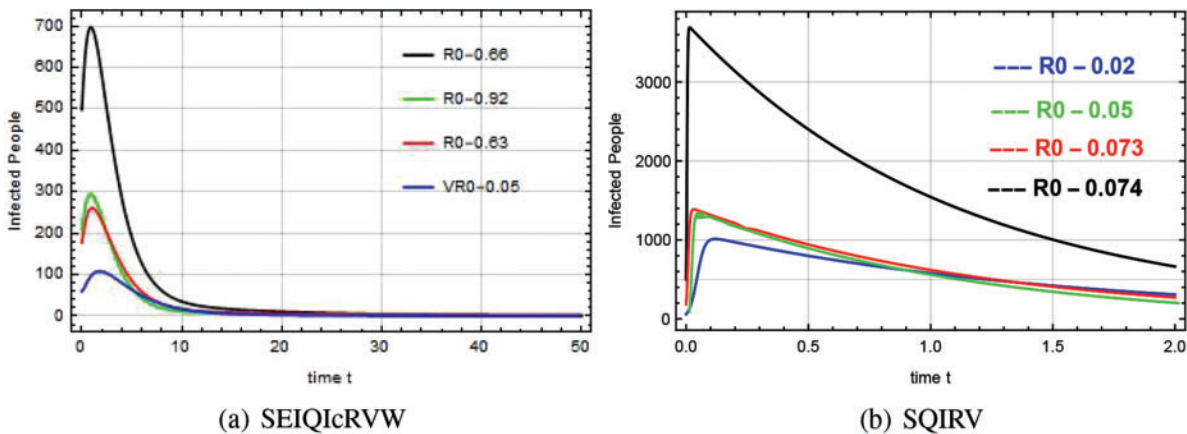 700
600
500
400
300
200
100
0
Infected People
R0-0.66
R0-0.92
R0-0.63
VR0-0.05
0 10 20 30 40 50
time t
(a) SEIQIcRVW
3000
2000
1000
0
Infected People
R0 – 0.02
R0 – 0.05
R0 – 0.073
R0 – 0.074
0.0 0.5 1.0 1.5 2.0
time t
(b) SQIRV